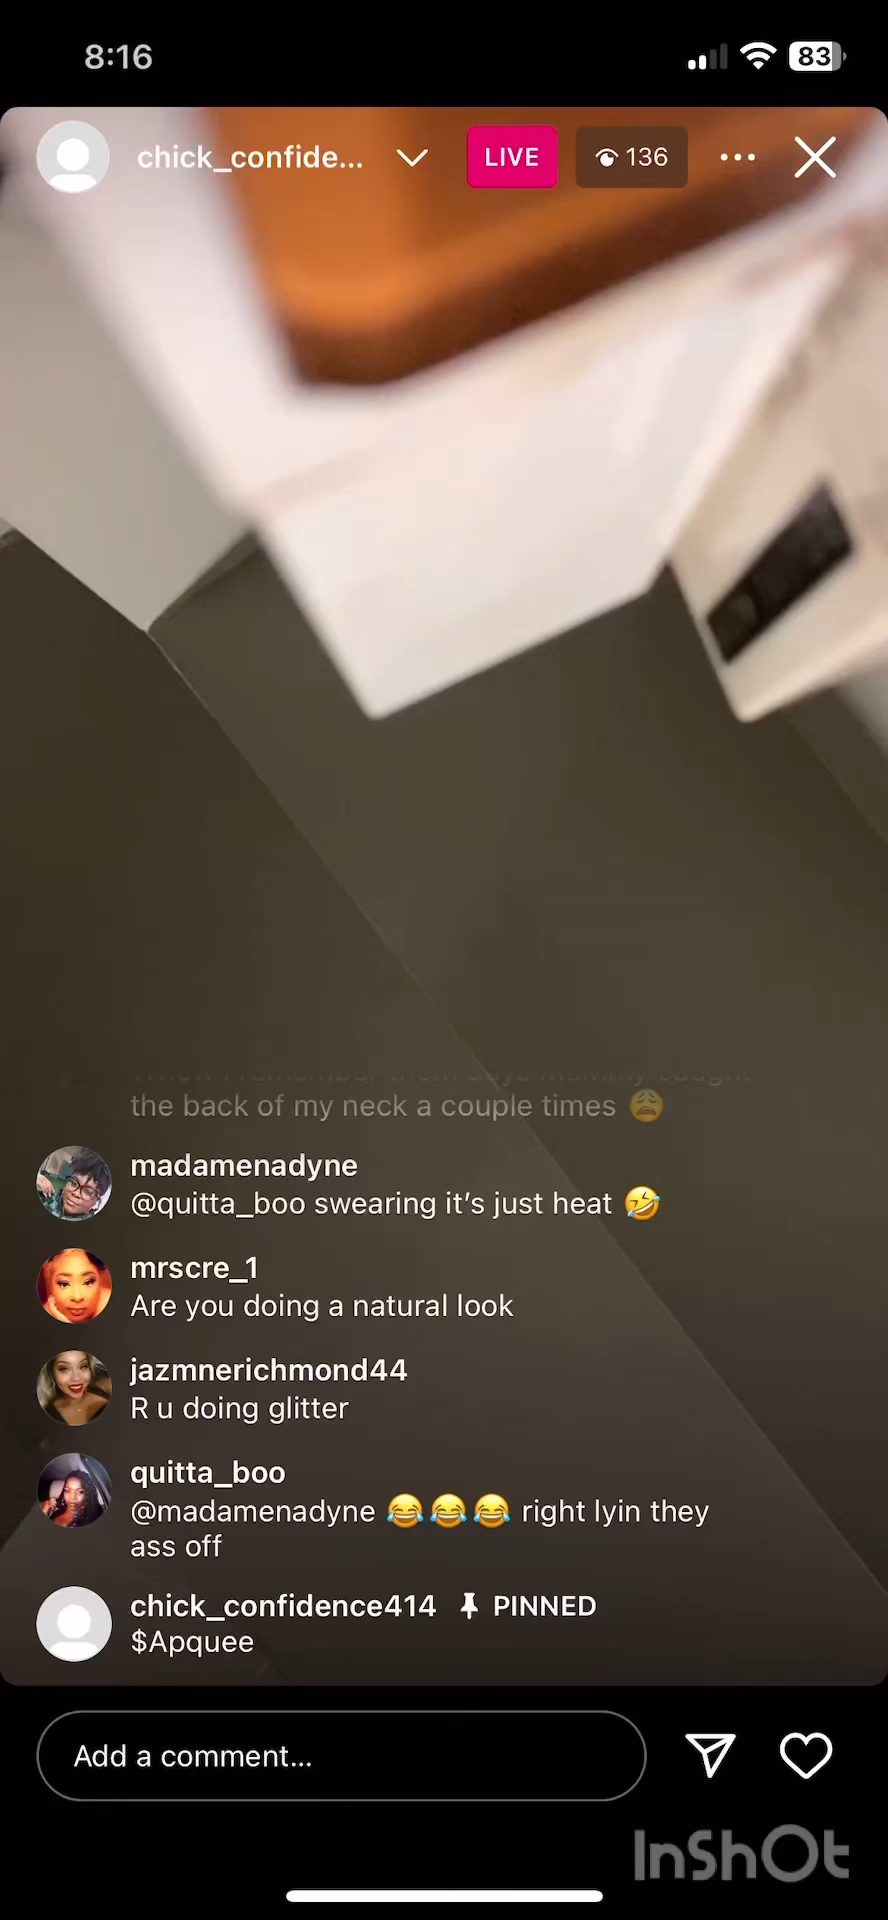 8:16
83
chick_confide...
LIVE
136
the back of my neck a couple times 😩
madamenadyne
@quitta_boo swearing it’s just heat 🤣
mrscre_1
Are you doing a natural look
jazmnerichmond44
R u doing glitter
quitta_boo
@madamenadyne 😂😂😂 right lyin they
ass off
chick_confidence414 PINNED
$Apquee
Add a comment...
InShOt